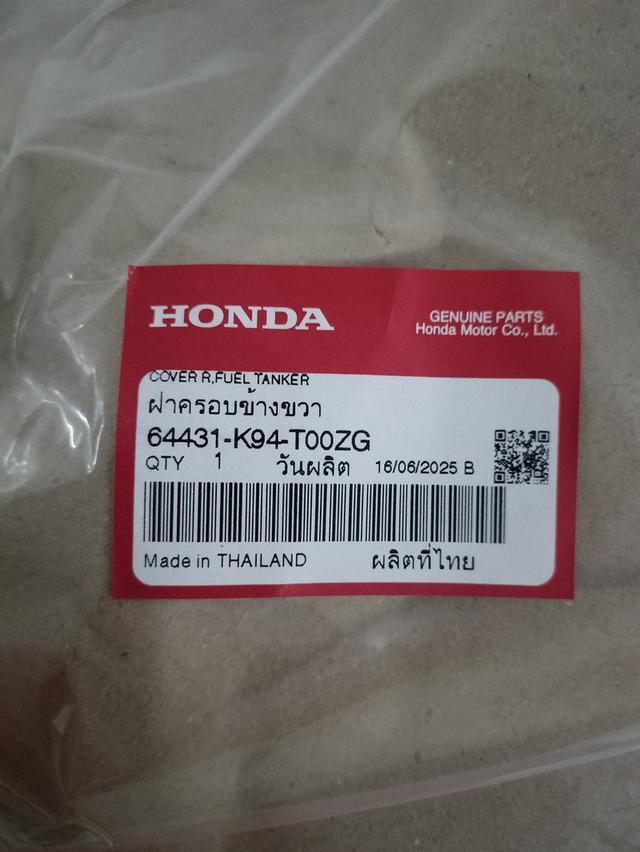 HONDA
GENUINE PARTS
Honda Motor Co., Ltd.
COVER R,FUEL TANKER
ฝาครอบข้างขวา
64431-K94-T00ZG
QTY 1 วันผลิต 16/06/2025 B
Made in THAILAND ผลิตที่ไทย